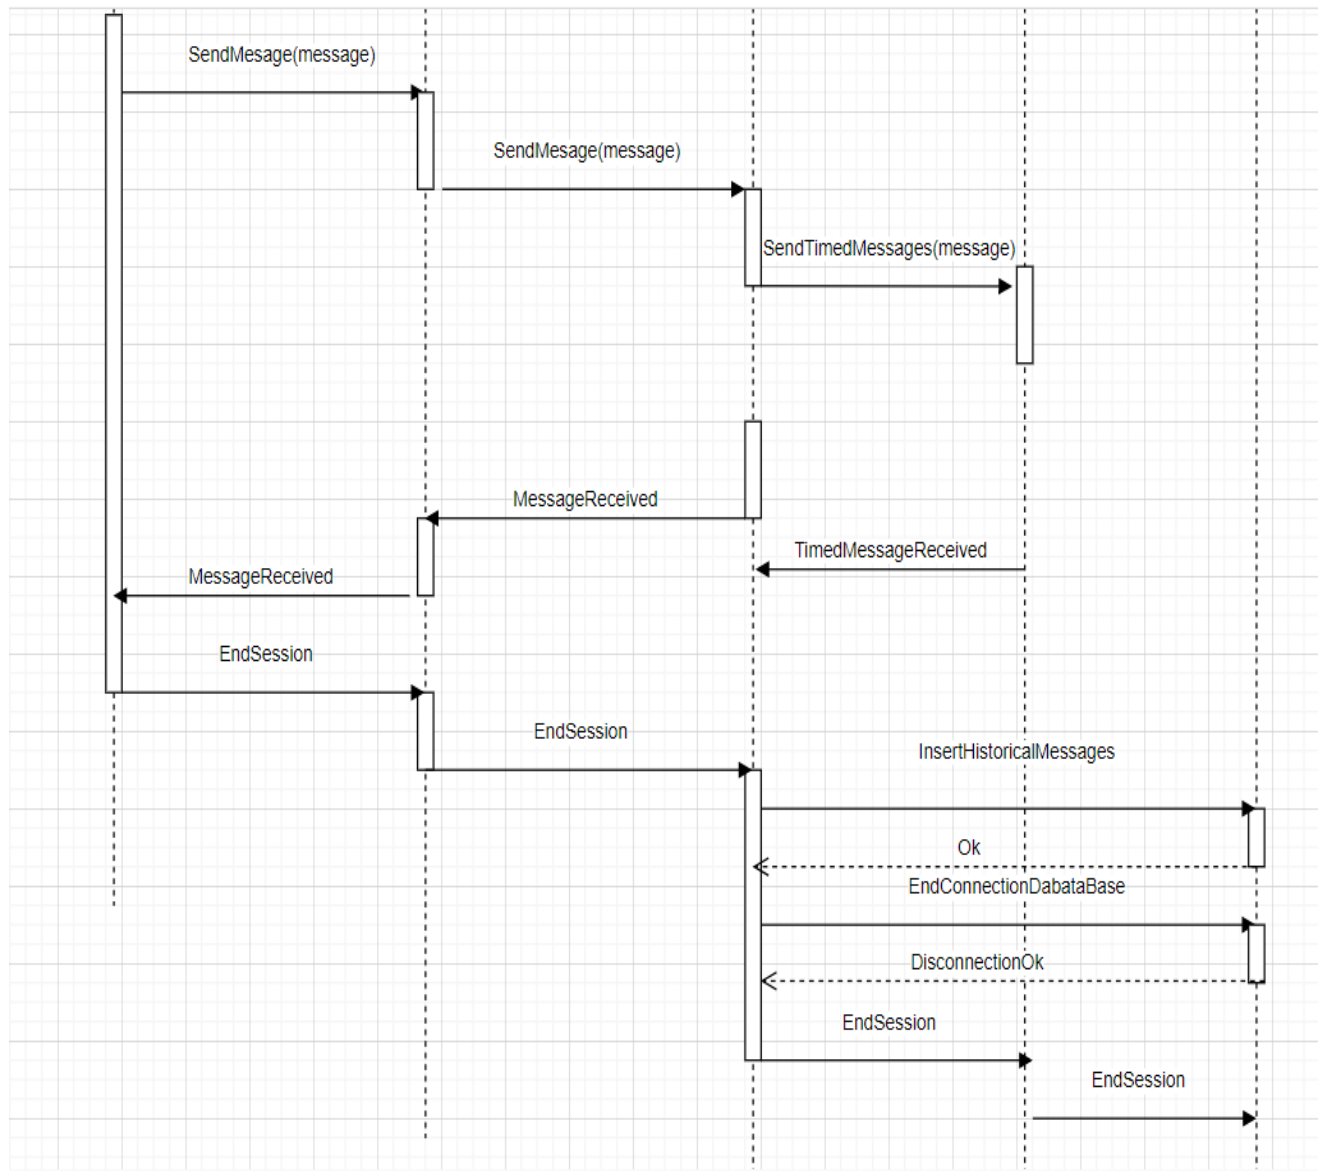 SendMesage(message)
SendMesage(message)
SendTimedMessages(message)
MessageReceived
TimedMessageReceived
MessageReceived
EndSession
EndSession
InsertHistoricalMessages
Ok
EndConnectionDabataBase
DisconnectionOk
EndSession
EndSession